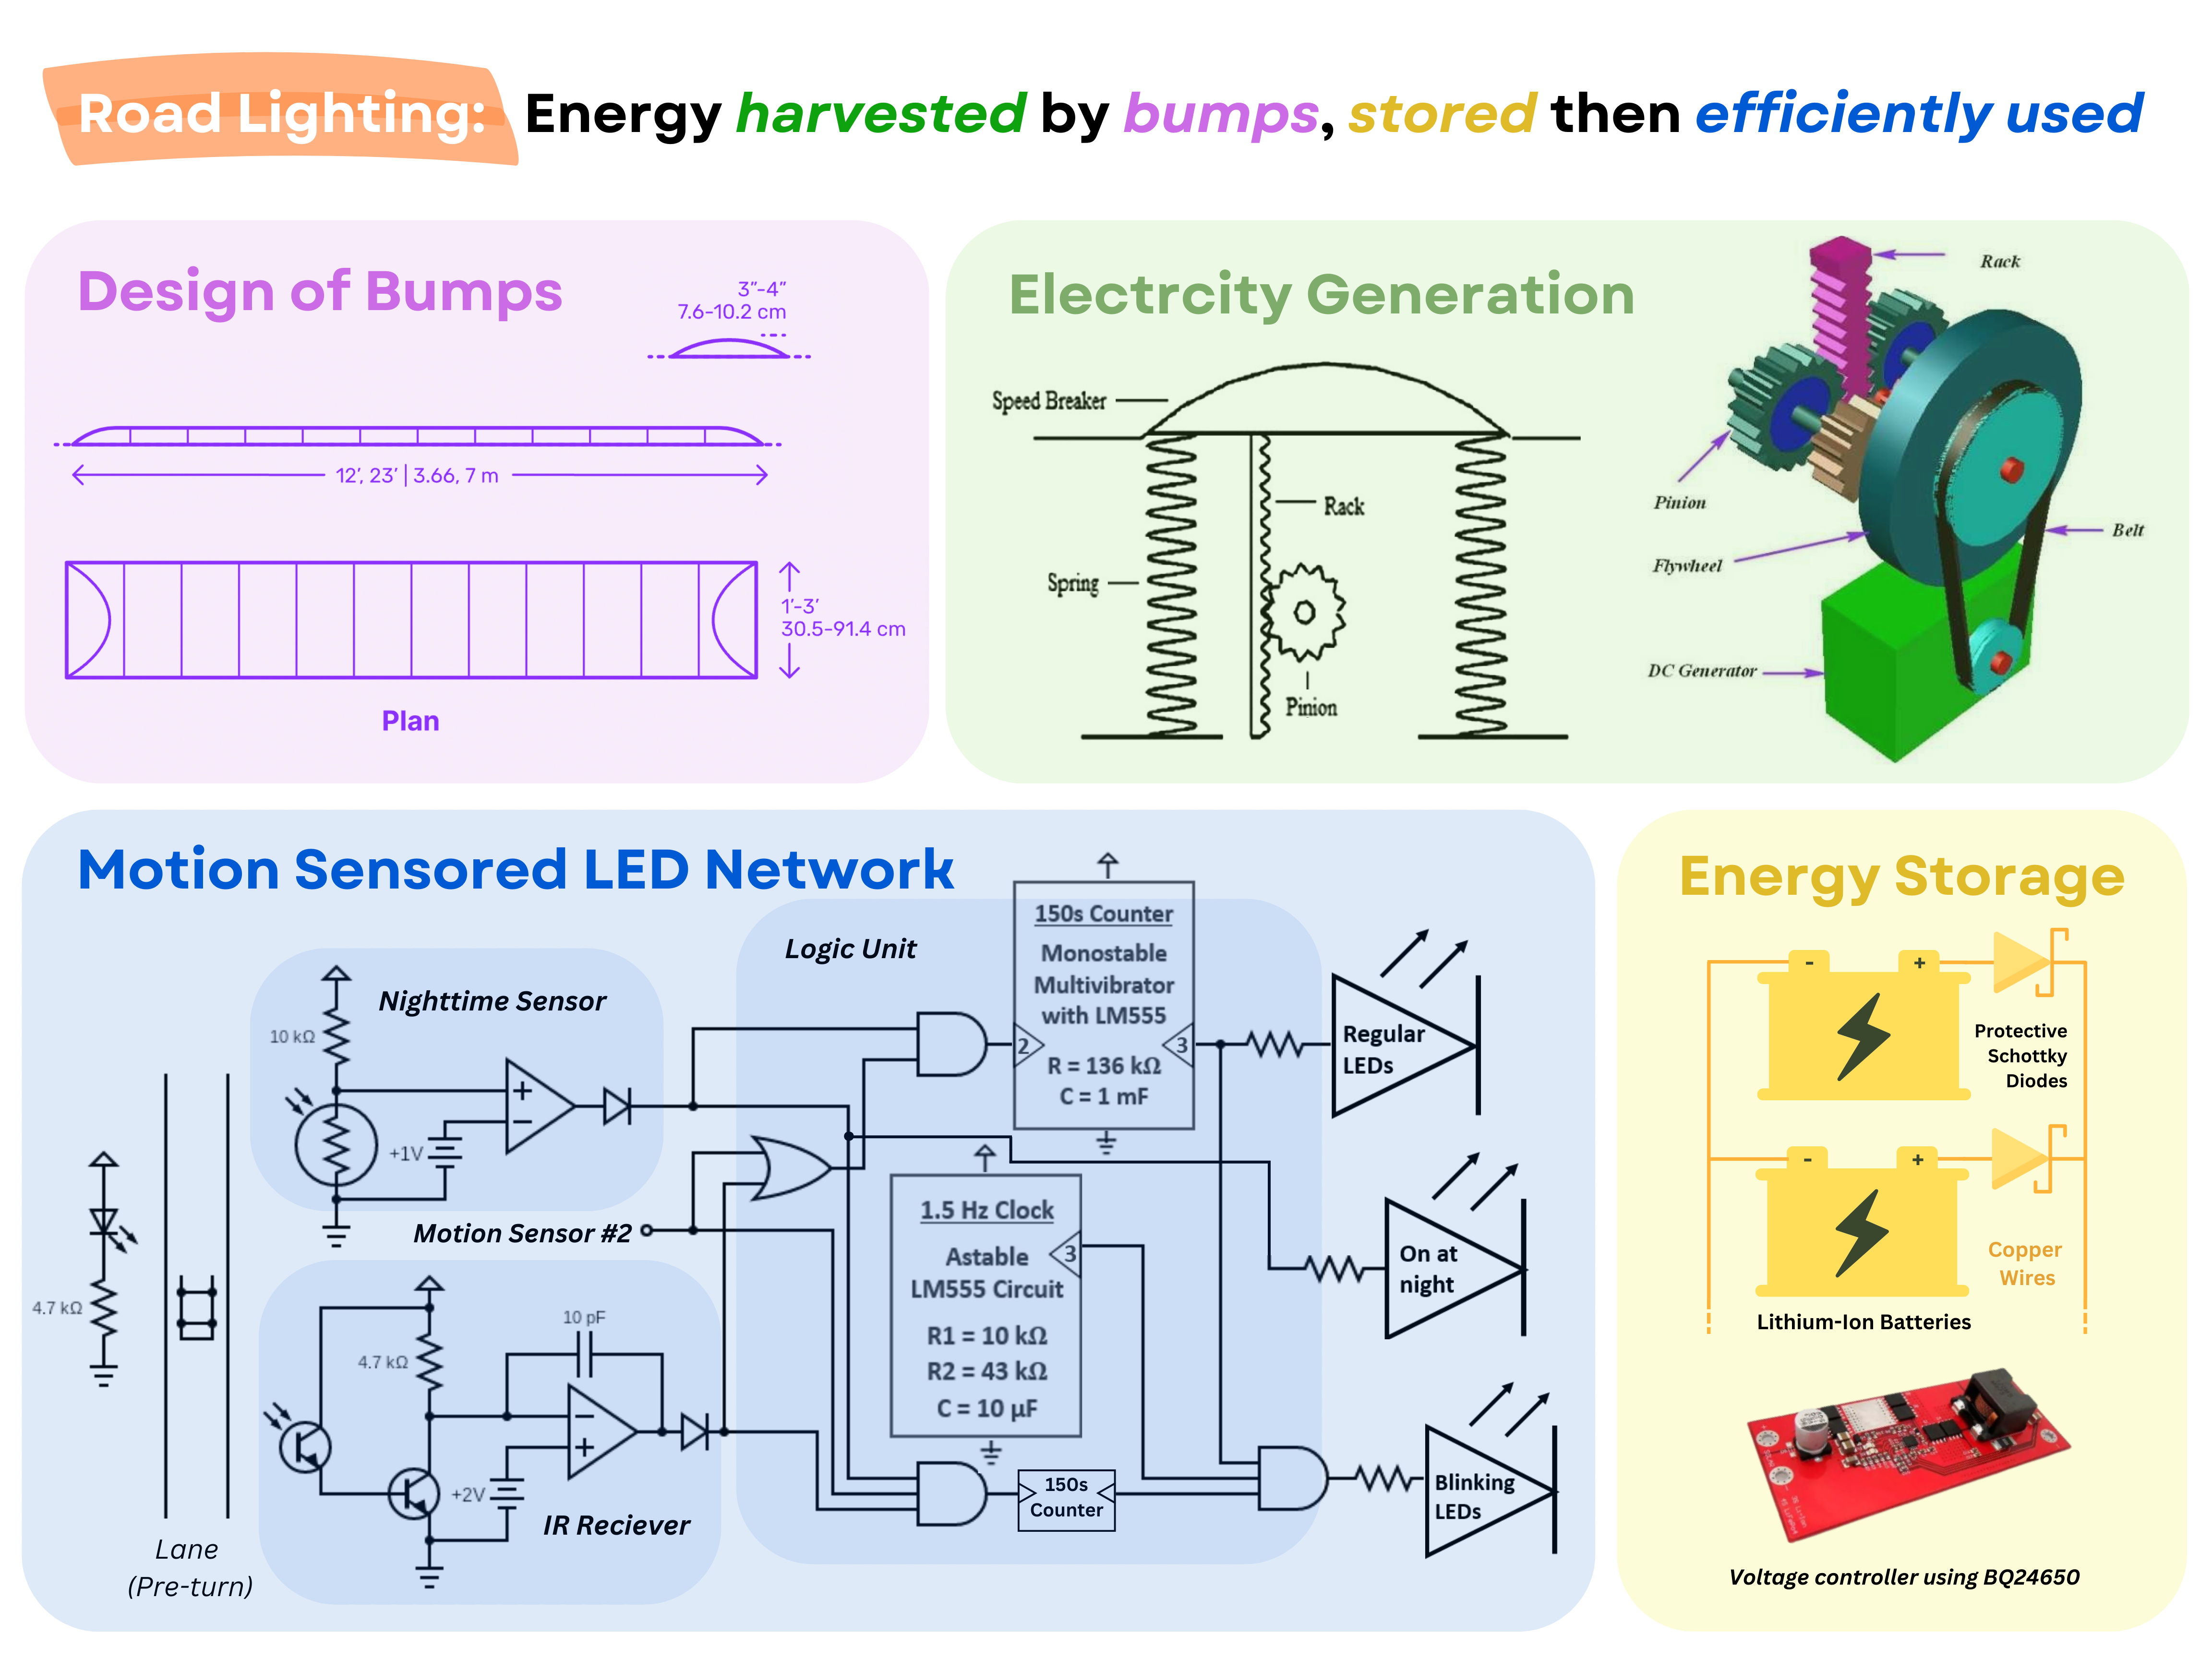 Road Lighting: Energy harvested by bumps, stored then efficiently used
Design of Bumps
3”-4”
7.6-10.2 cm
12’, 23’ | 3.66, 7 m
1’-3’
30.5-91.4 cm
Plan
Electrcity Generation
Speed Breaker
Rack
Spring
Pinion
Rack
Pinion
Flywheel
Belt
DC Generator
Motion Sensored LED Network
Nighttime Sensor
10 kΩ
+
−
+1V
Motion Sensor #2
4.7 kΩ
Lane
(Pre-turn)
10 pF
4.7 kΩ
−
+
+2V
IR Reciever
Logic Unit
150s Counter
Monostable
Multivibrator
with LM555
2
3
R = 136 kΩ
C = 1 mF
1.5 Hz Clock
Astable
3
LM555 Circuit
R1 = 10 kΩ
R2 = 43 kΩ
C = 10 µF
150s
Counter
Regular
LEDs
On at
night
Blinking
LEDs
Energy Storage
-
+
Protective
Schottky
Diodes
-
+
Copper
Wires
Lithium-Ion Batteries
Voltage controller using BQ24650